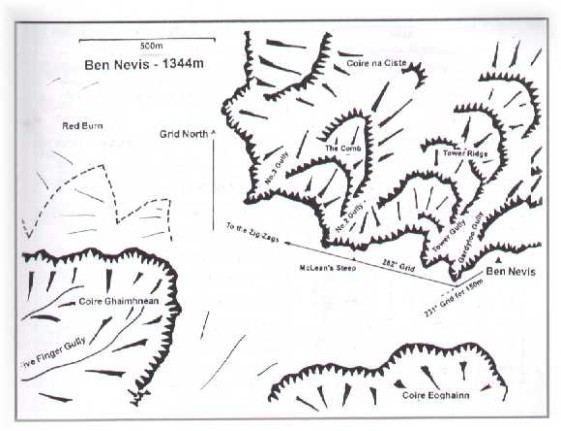 500m
Ben Nevis - 1344m
Coire na Ciste
Red Burn
Grid North
The Comb
Tower Ridge
No.3 Gully
No.2 Gully
To the Zig-Zags
Tower Gully
Gardyloo Gully
McLean's Steep
282° Grid
Ben Nevis
231° Grid for 150m
Coire Ghaimhnean
ive Finger Gully
Coire Eoghainn